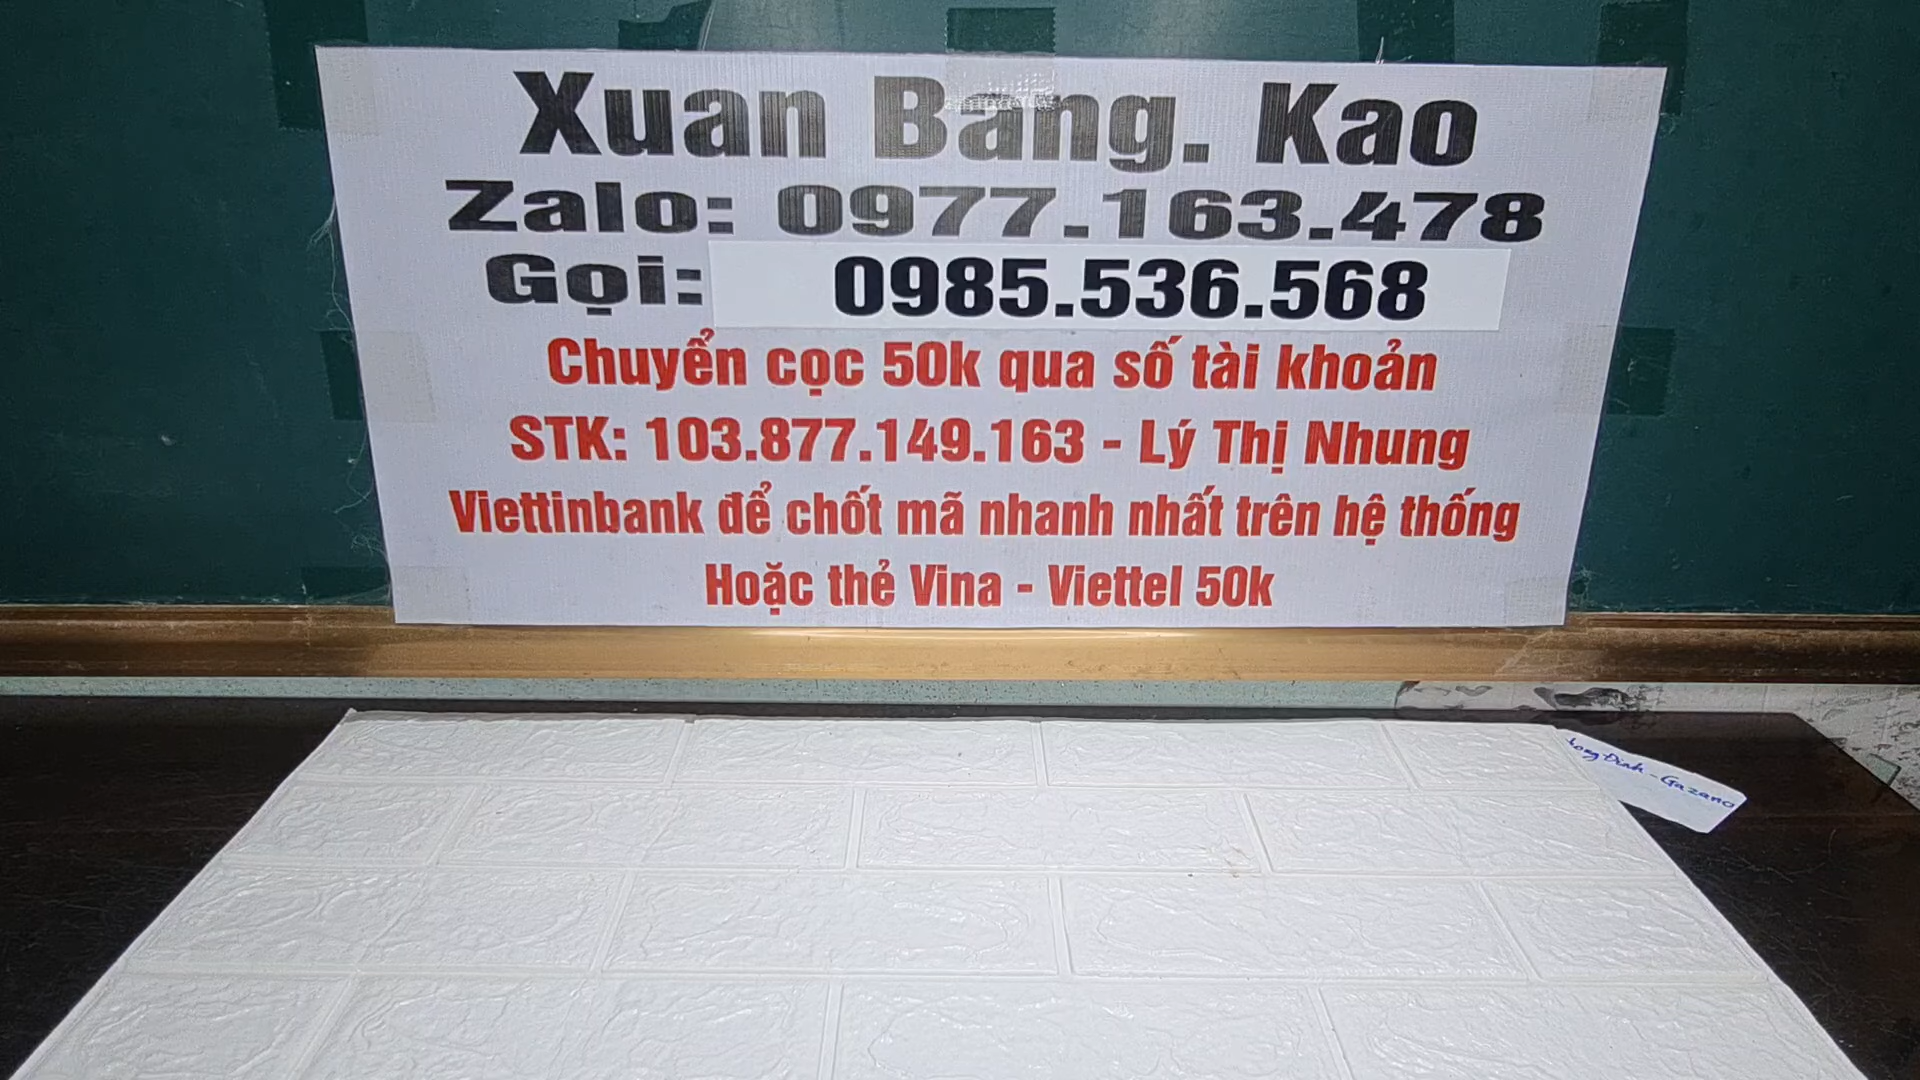 Xuan Bang. Kao
Zalo: 0977.163.478
Gọi: 0985.536.568
Chuyển cọc 50k qua số tài khoản
STK: 103.877.149.163 - Lý Thị Nhung
Viettinbank để chốt mã nhanh nhất trên hệ thống
Hoặc thẻ Vina - Viettel 50k
Đình - Gazano